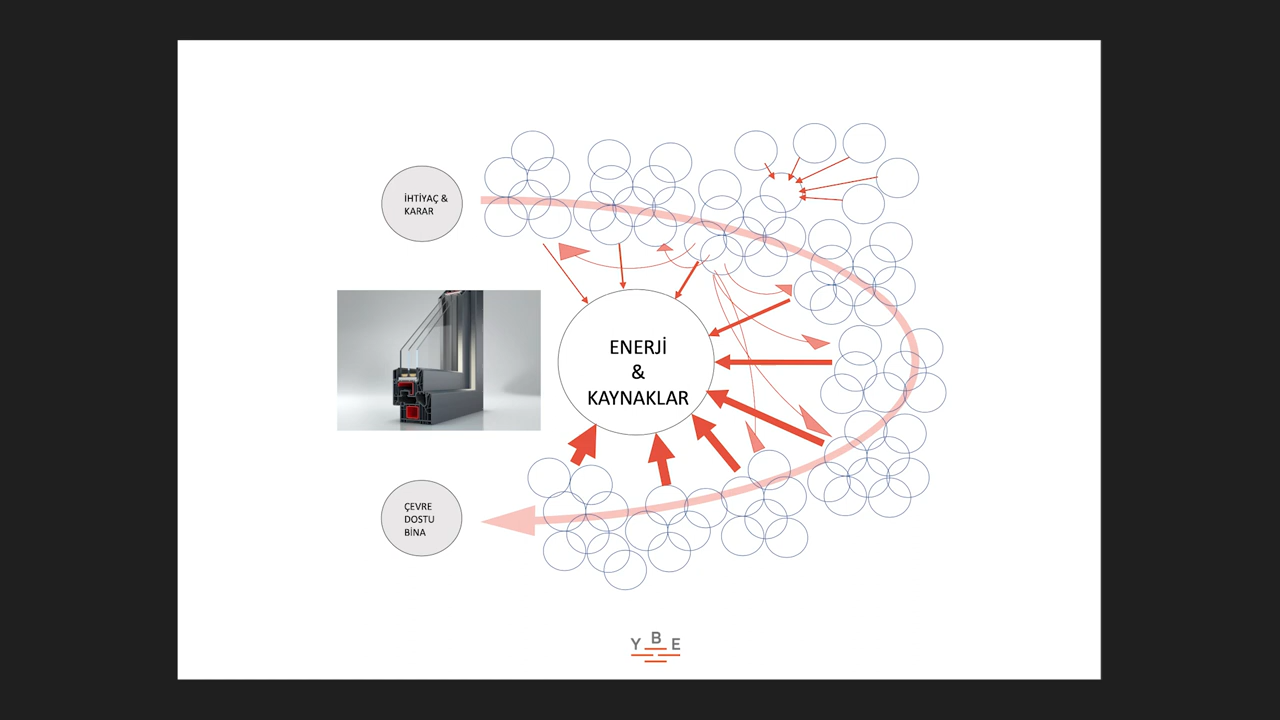 İHTİYAÇ &
KARAR
ENERJİ
&
KAYNAKLAR
ÇEVRE
DOSTU
BİNA
Y B E